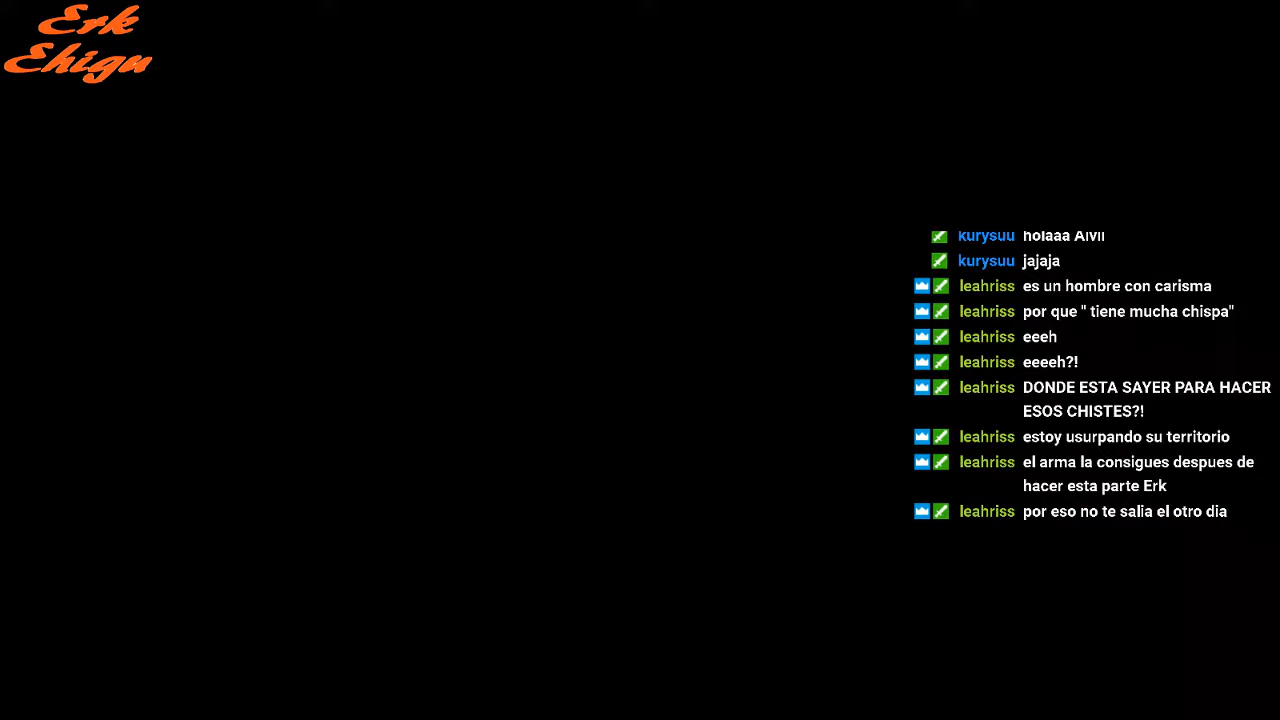 Erk
Ehigu
kurysuu holaaa Aivii
kurysuu jajaja
leahriss es un hombre con carisma
leahriss por que " tiene mucha chispa"
leahriss eeeh
leahriss eeeeh?!
leahriss DONDE ESTA SAYER PARA HACER
ESOS CHISTES?!
leahriss estoy usurpando su territorio
leahriss el arma la consigues despues de
hacer esta parte Erk
leahriss por eso no te salia el otro dia